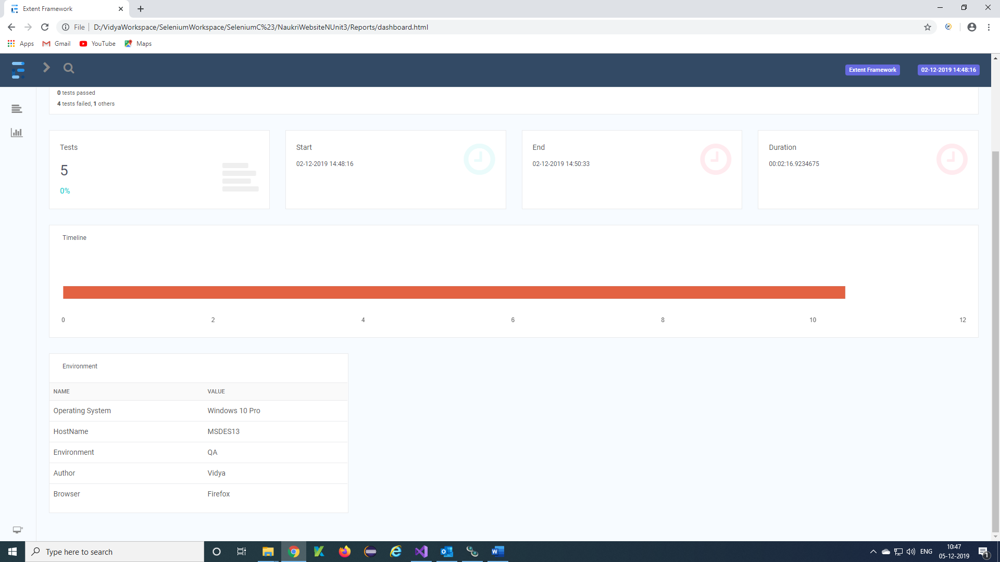 Extent Framework
File D:/VidyaWorkspace/SeleniumWorkspace/SeleniumC%23/NaukriWebsiteNUnit3/Reports/dashboard.html
Apps Gmail YouTube Maps
Extent Framework 02-12-2019 14:48:16
0 tests passed
4 tests failed, 1 others
Tests
5
0%
Start
02-12-2019 14:48:16
End
02-12-2019 14:50:33
Duration
00:02:16.9234675
Timeline
0 2 4 6 8 10 12
Environment
NAME VALUE
Operating System Windows 10 Pro
HostName MSDES13
Environment QA
Author Vidya
Browser Firefox
Type here to search
ENG
10:47
05-12-2019
1